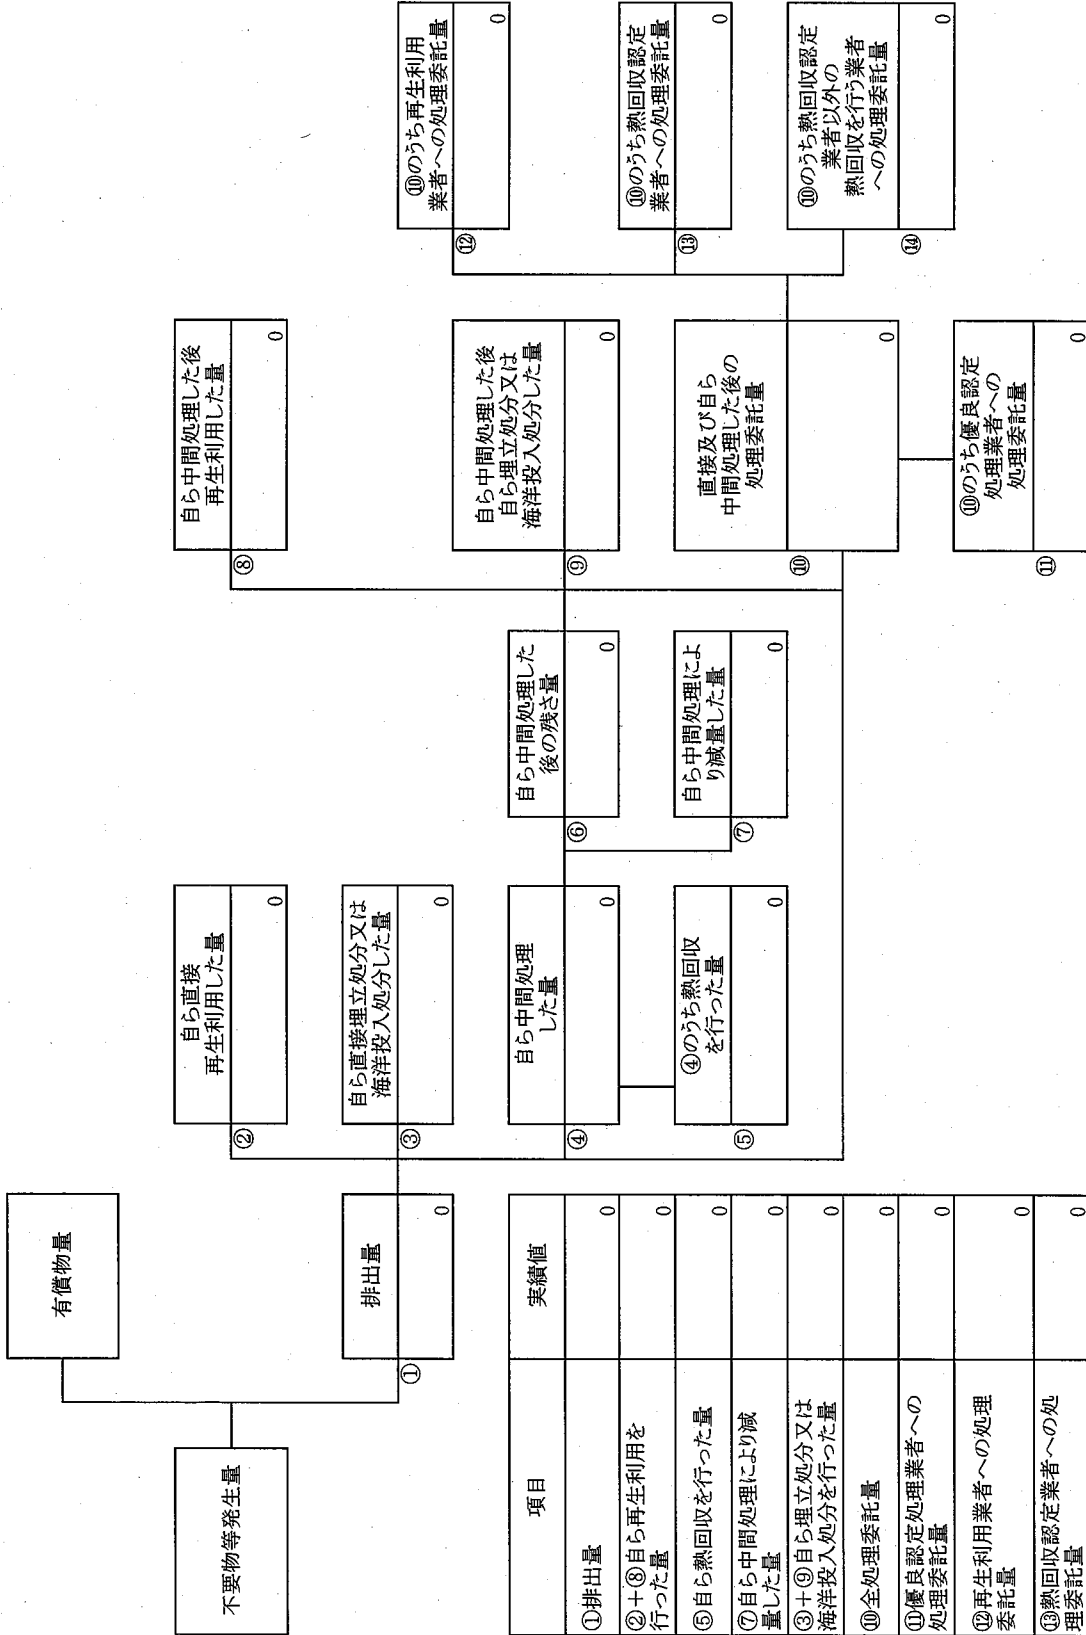 不要物等発生量
有償物量
排出量
①
0
自ら直接
再生利用した量
②
0
自ら直接埋立処分又は
海洋投入処分した量
③
0
自ら中間処理
した量
④
0
④のうち熱回収
を行った量
⑤
0
自ら中間処理した
後の残さ量
⑥
0
自ら中間処理によ
り減量した量
⑦
0
自ら中間処理した後
再生利用した量
⑧
0
自ら中間処理した後
自ら埋立処分又は
海洋投入処分した量
⑨
0
直接及び自ら
中間処理した後の
処理委託量
⑩
0
⑩のうち優良認定
処理業者への
処理委託量
⑪
0
⑩のうち再生利用
業者への処理委託量
⑫
0
⑩のうち熱回収認定
業者への処理委託量
⑬
0
⑩のうち熱回収認定
業者以外の
熱回収を行う業者
への処理委託量
⑭
0
項目 実績値
①排出量 0
②+⑧自ら再生利用を
行った量 0
⑤自ら熱回収を行った量 0
⑦自ら中間処理により減
量した量 0
③+⑨自ら埋立処分又は
海洋投入処分を行った量 0
⑩全処理委託量 0
⑪優良認定処理業者への
処理委託量 0
⑫再生利用業者への処理
委託量 0
⑬熱回収認定業者への処
理委託量 0